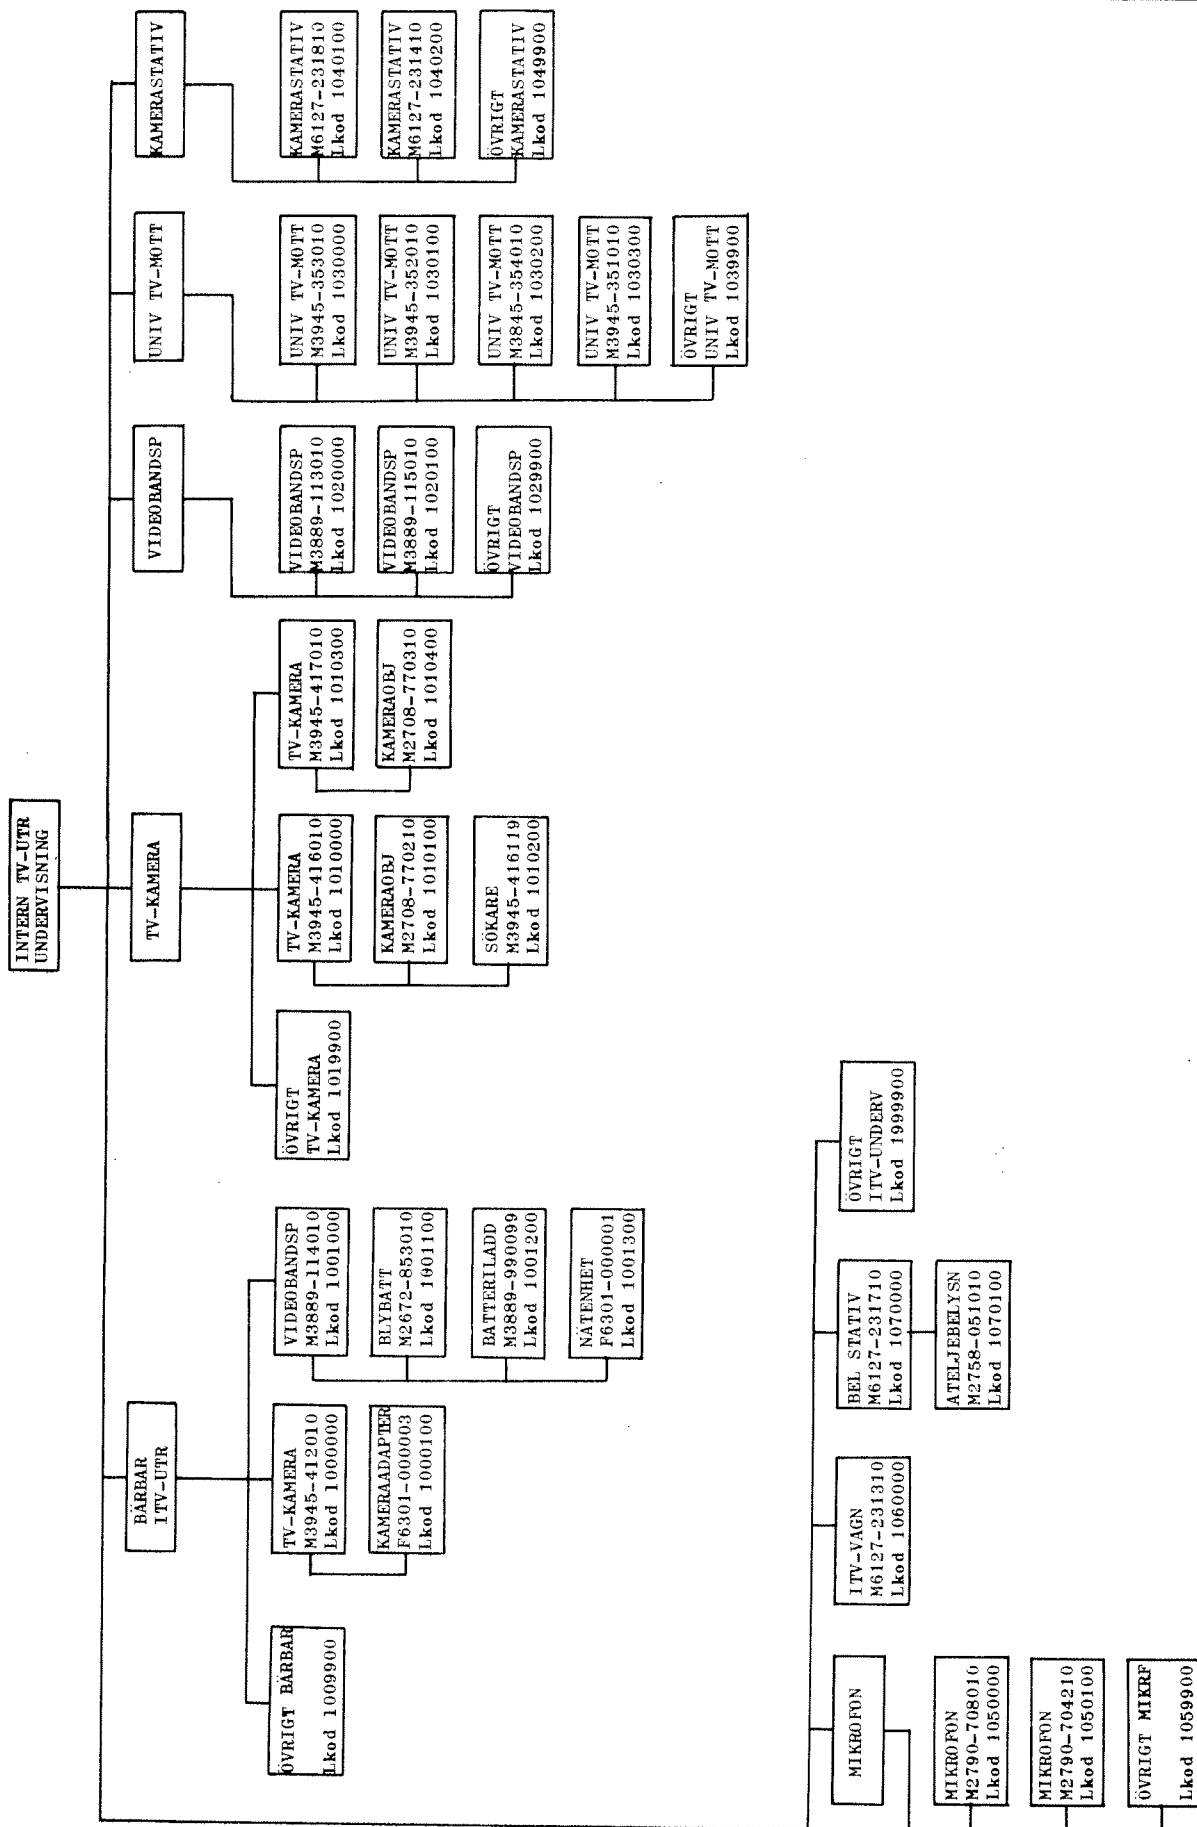 INTERN TV-UTR
UNDERVISNING
BÄRBAR
ITV-UTR
TV-KAMERA
VIDEOBANDSP
UNIV TV-MOTT
KAMERASTATIV
ÖVRIGT BÄRBAR
Lkod 1009900
TV-KAMERA
M3945-412010
Lkod 1000000
KAMERAADAPTER
F6301-000003
Lkod 1000100
VIDEOBANDSP
M3889-114010
Lkod 1001000
BLYBATT
M2672-853010
Lkod 1001100
BATTERILADD
M3889-990099
Lkod 1001200
NÄTENHET
F6301-000001
Lkod 1001300
ÖVRIGT
TV-KAMERA
Lkod 1019900
TV-KAMERA
M3945-416010
Lkod 1010000
KAMERAOBJ
M2708-770210
Lkod 1010100
SÖKARE
M3945-416119
Lkod 1010200
TV-KAMERA
M3945-417010
Lkod 1010300
KAMERAOBJ
M2708-770310
Lkod 1010400
VIDEOBANDSP
M3889-113010
Lkod 1020000
VIDEOBANDSP
M3889-115010
Lkod 1020100
ÖVRIGT
VIDEOBANDSP
Lkod 1029900
UNIV TV-MOTT
M3945-353010
Lkod 1030000
UNIV TV-MOTT
M3945-352010
Lkod 1030100
UNIV TV-MOTT
M3845-354010
Lkod 1030200
UNIV TV-MOTT
M3945-351010
Lkod 1030300
ÖVRIGT
UNIV TV-MOTT
Lkod 1039900
KAMERASTATIV
M6127-231810
Lkod 1040100
KAMERASTATIV
M6127-231410
Lkod 1040200
ÖVRIGT
KAMERASTATIV
Lkod 1049900
MIKROFON
MIKROFON
M2790-708010
Lkod 1050000
MIKROFON
M2790-704210
Lkod 1050100
ÖVRIGT MIKRF
Lkod 1059900
ITV-VAGN
M6127-231310
Lkod 1060000
BEL STATIV
M6127-231710
Lkod 1070000
ATELJEBELYSN
M2758-051010
Lkod 1070100
ÖVRIGT
ITV-UNDERV
Lkod 1999900